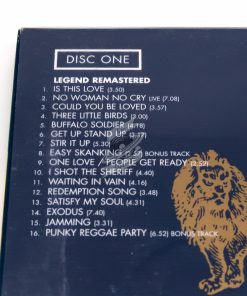 DISC ONE
LEGEND REMASTERED
1. IS THIS LOVE (3.50)
2. NO WOMAN NO CRY LIVE (7.08)
3. COULD YOU BE LOVED (3.57)
4. THREE LITTLE BIRDS (3.00)
5. BUFFALO SOLDIER (4.18)
6. GET UP STAND UP (3.17)
7. STIR IT UP (5.30)
8. EASY SKANKING BONUS TRACK
9. ONE LOVE / PEOPLE GET READY (2.52)
10. I SHOT THE SHERIFF (4.40)
11. WAITING IN VAIN (4.16)
12. REDEMPTION SONG (3.48)
13. SATISFY MY SOUL (4.31)
14. EXODUS (7.40)
15. JAMMING (3.31)
16. PUNKY REGGAE PARTY (6.52) BONUS TRACK